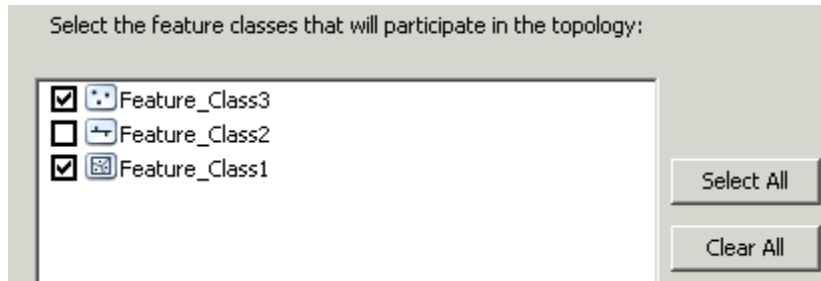 Select the feature classes that will participate in the topology:
Feature_Class3
Feature_Class2
Feature_Class1
Select All
Clear All